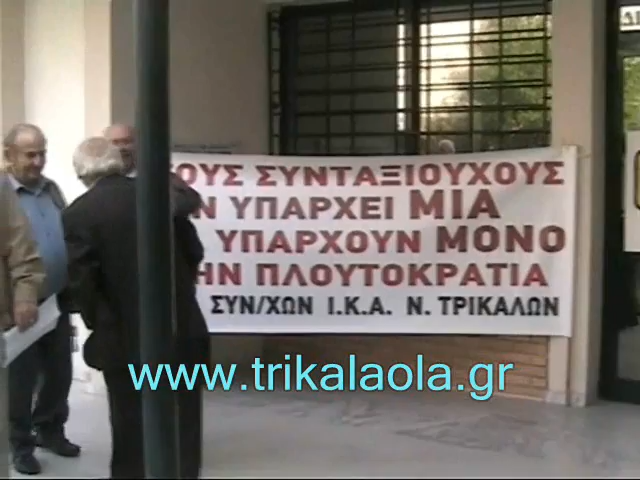 ΟΥΣ ΣΥΝΤΑΞΙΟΥΧΟΥΣ
Ν ΥΠΑΡΧΕΙ ΜΙΑ
ΥΠΑΡΧΟΥΝ ΜΟΝΟ
ΗΝ ΠΛΟΥΤΟΚΡΑΤΙΑ
ΣΥΝ/ΧΩΝ Ι.Κ.Α. Ν. ΤΡΙΚΑΛΩΝ
www.trikalaola.gr